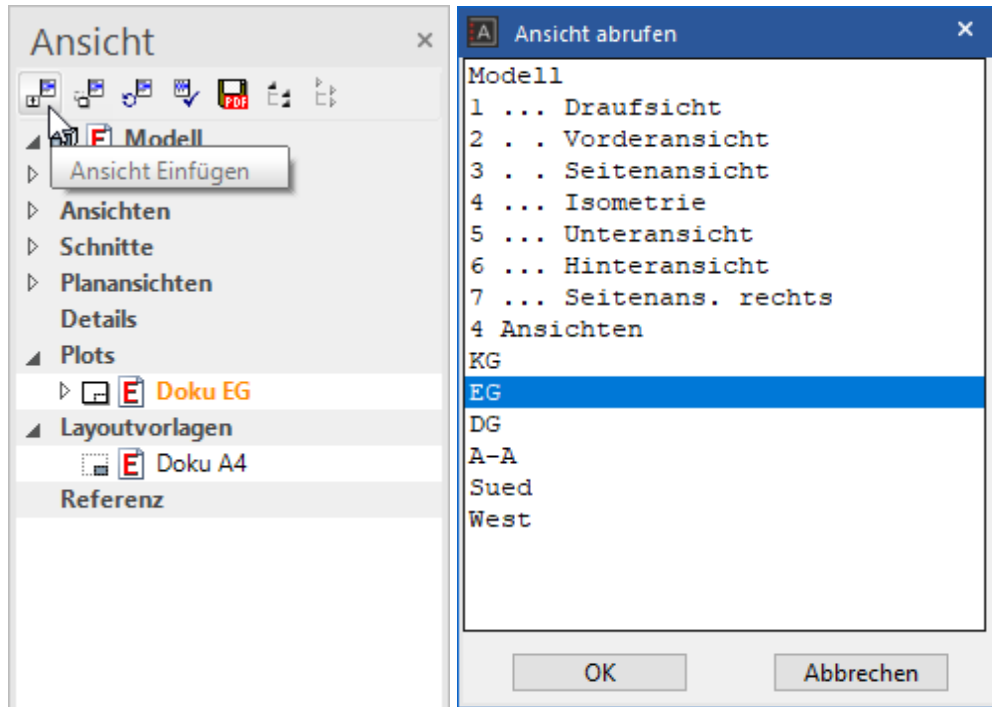 Ansicht
PDF
E Modell
Ansicht Einfügen
Ansichten
Schnitte
Planansichten
Details
Plots
E Doku EG
Layoutvorlagen
E Doku A4
Referenz
A Ansicht abrufen
Modell
1 ... Draufsicht
2 . . Vorderansicht
3 . . Seitenansicht
4 ... Isometrie
5 ... Unteransicht
6 ... Hinteransicht
7 ... Seitenans. rechts
4 Ansichten
KG
EG
DG
A-A
Sued
West
OK
Abbrechen